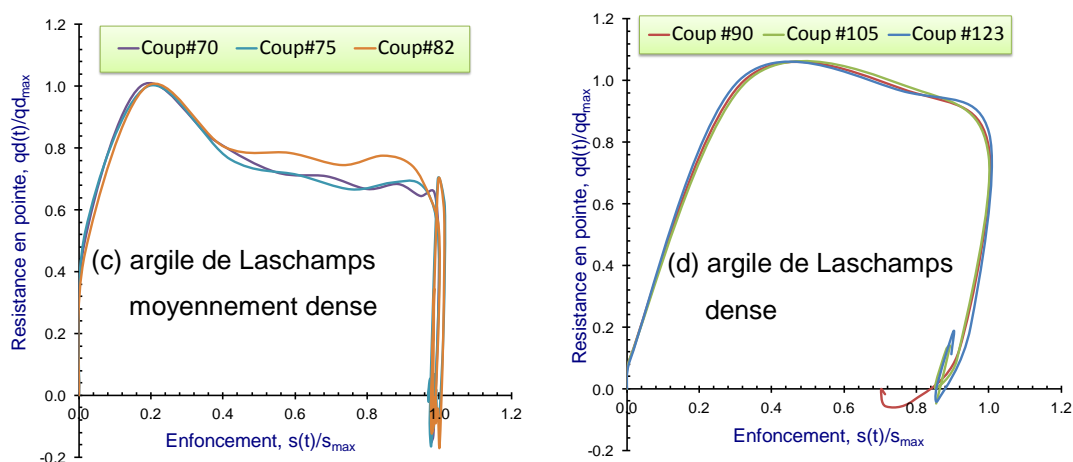 Coup#70 Coup#75 Coup#82
Resistance en pointe, qd(t)/qdmax
1.2
1.0
0.8
0.6
0.4
0.2
0.0
-0.2
(c) argile de Laschamps
moyennement dense
0.0 0.2 0.4 0.6 0.8 1.0 1.2
Enfoncement, s(t)/smax
Coup #90 Coup #105 Coup #123
Resistance en pointe, qd(t)/qdmax
1.2
1.0
0.8
0.6
0.4
0.2
0.0
-0.2
(d) argile de Laschamps
dense
0.0 0.2 0.4 0.6 0.8 1.0 1.2
Enfoncement, s(t)/smax